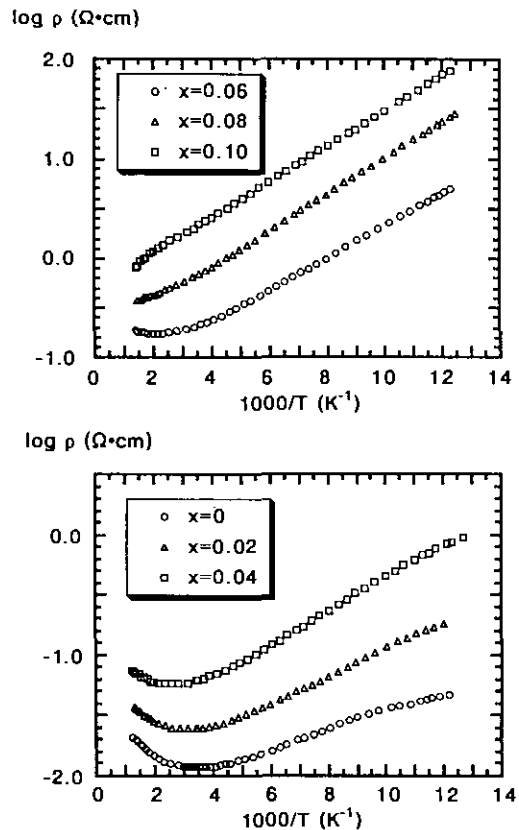 log ρ (Ω•cm)
2.0
1.0
0.0
-1.0
x=0.06
x=0.08
x=0.10
0 2 4 6 8 10 12 14
1000/T (K⁻¹)
log ρ (Ω•cm)
0.0
-1.0
-2.0
x=0
x=0.02
x=0.04
0 2 4 6 8 10 12 14
1000/T (K⁻¹)